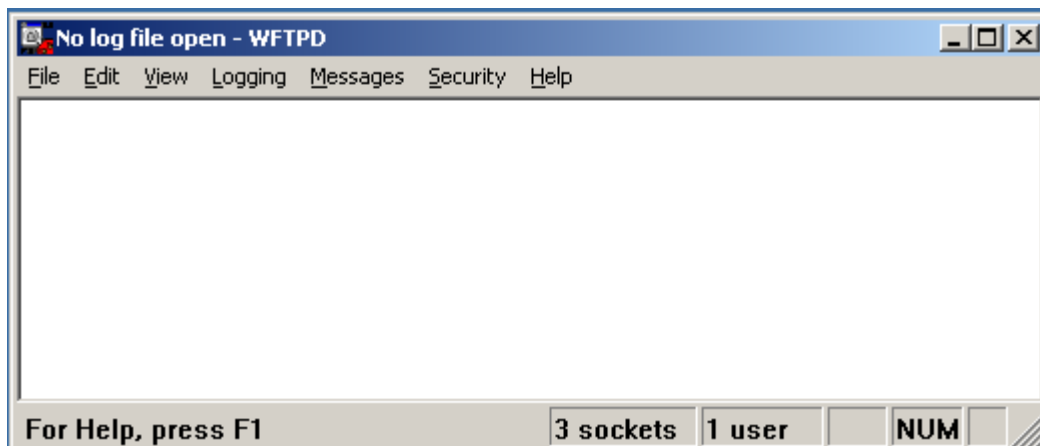 No log file open - WFTPD
File Edit View Logging Messages Security Help
For Help, press F1 3 sockets 1 user NUM